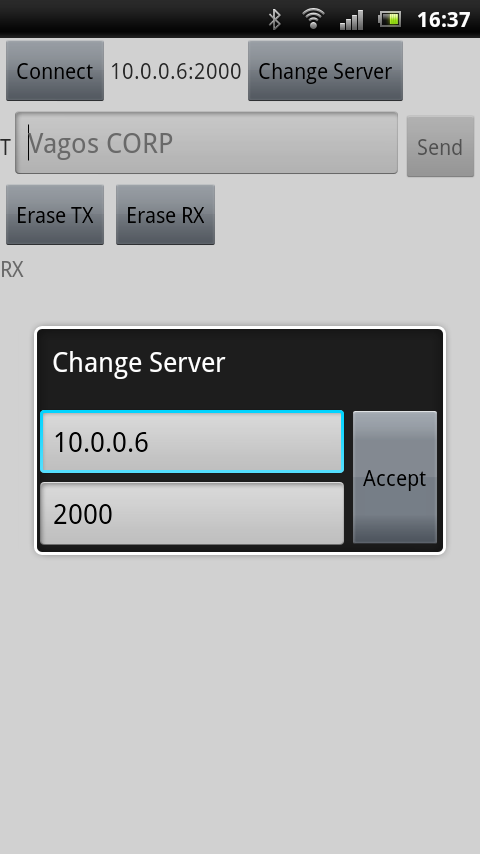 16:37
Connect 10.0.0.6:2000 Change Server
T Vagos CORP Send
Erase TX Erase RX
RX
Change Server
10.0.0.6
2000
Accept